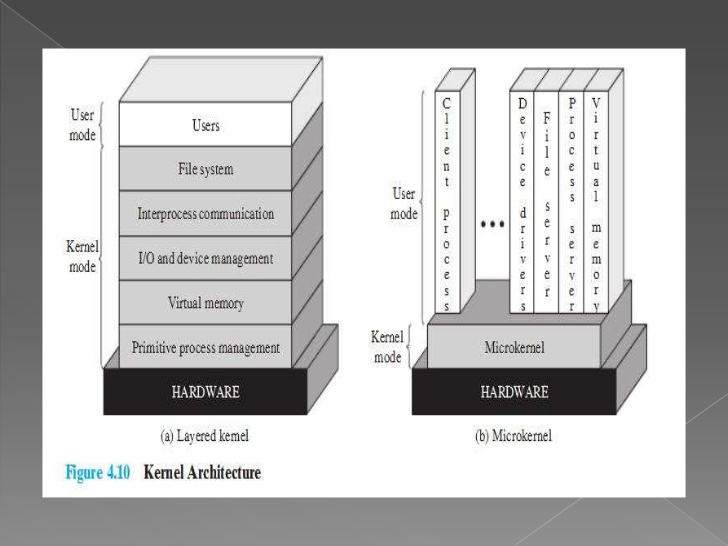 User
mode
Users
File system
Interprocess communication
Kernel
mode
I/O and device management
Virtual memory
Primitive process management
HARDWARE
(a) Layered kernel
User
mode
Client process
...
Device drivers
File server
Process server
Virtual memory
Kernel
mode
Microkernel
HARDWARE
(b) Microkernel
Figure 4.10 Kernel Architecture